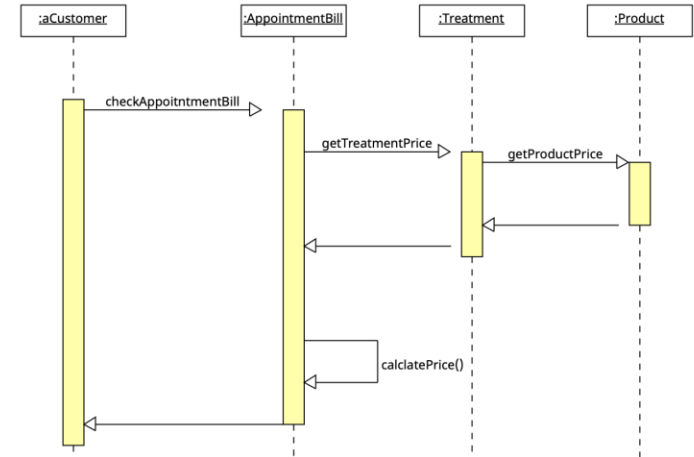 :aCustomer
:AppointmentBill
:Treatment
:Product
checkAppoitntmentBill
getTreatmentPrice
getProductPrice
calclatePrice()